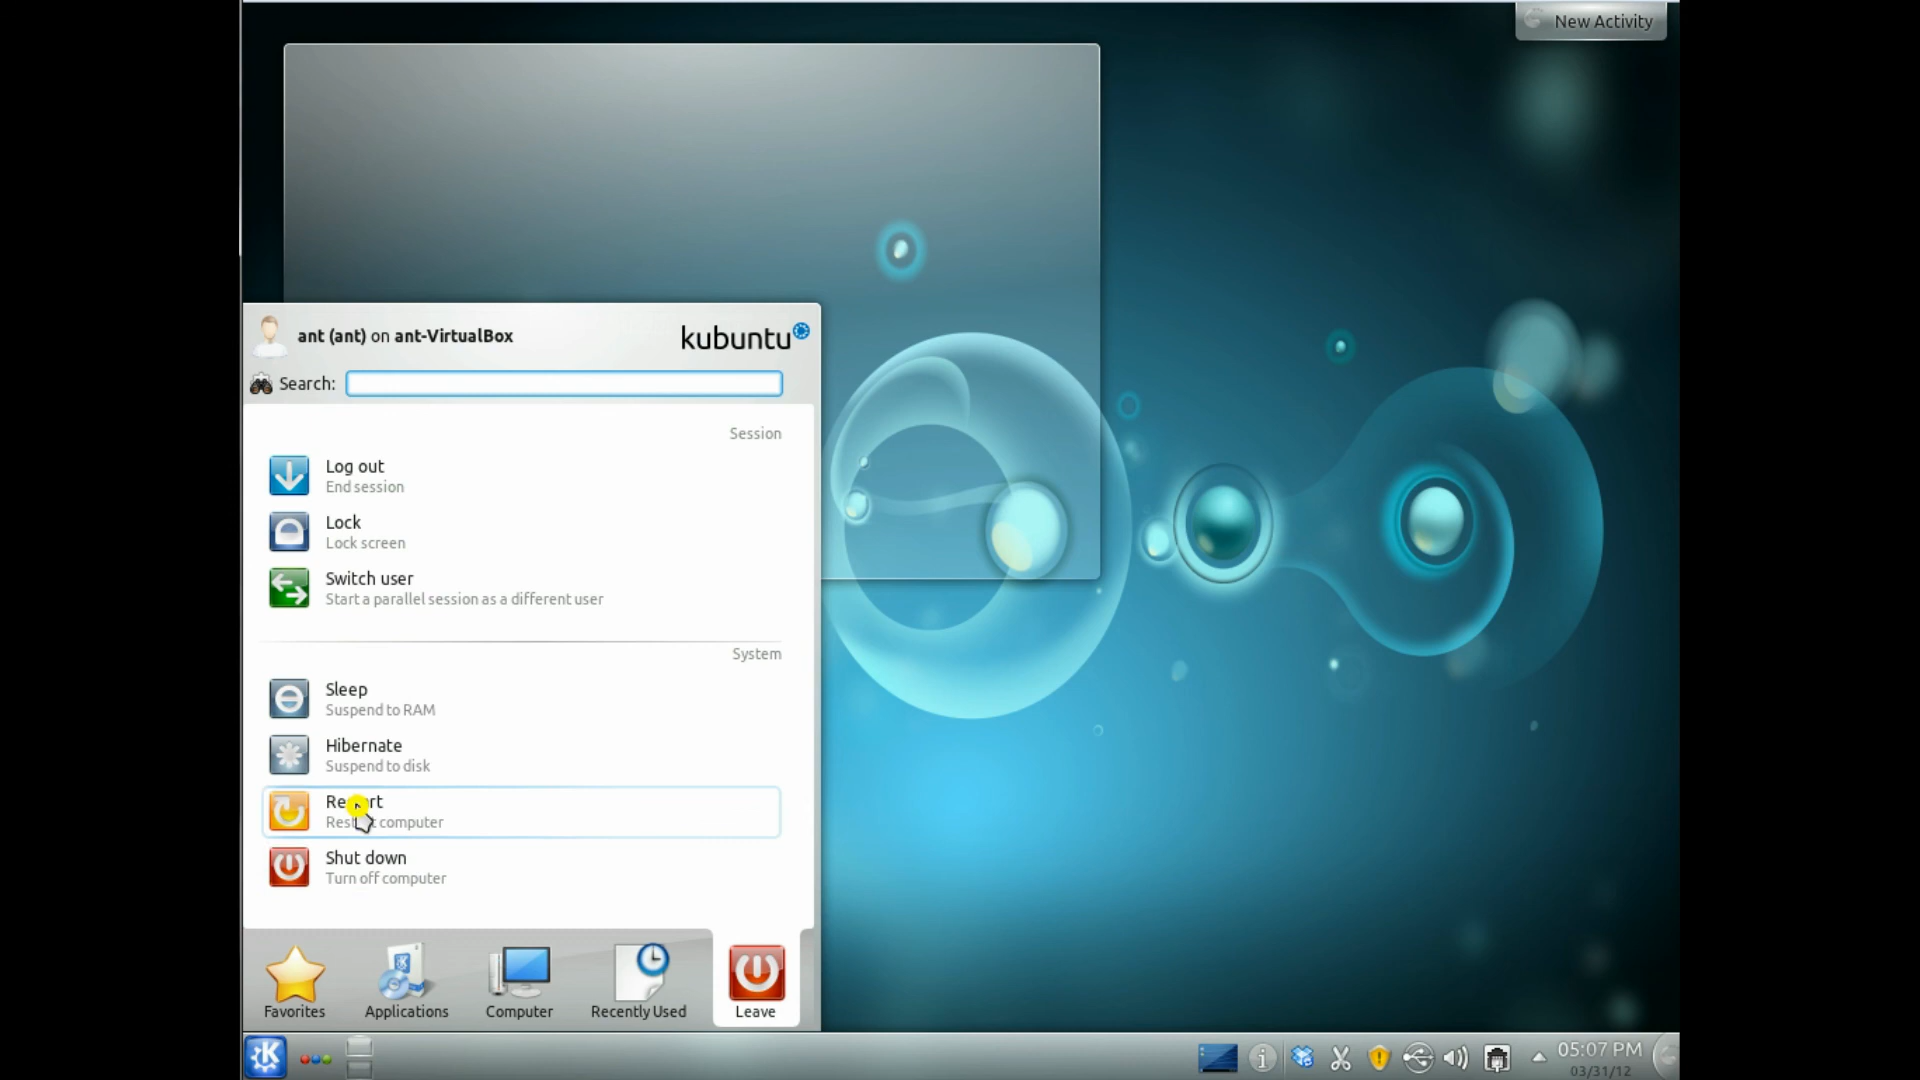 New Activity
ant (ant) on ant-VirtualBox
kubuntu
Search:
Session
Log out
End session
Lock
Lock screen
Switch user
Start a parallel session as a different user
System
Sleep
Suspend to RAM
Hibernate
Suspend to disk
Restart
Restart computer
Shut down
Turn off computer
Favorites
Applications
Computer
Recently Used
Leave
05:07 PM
03/31/12